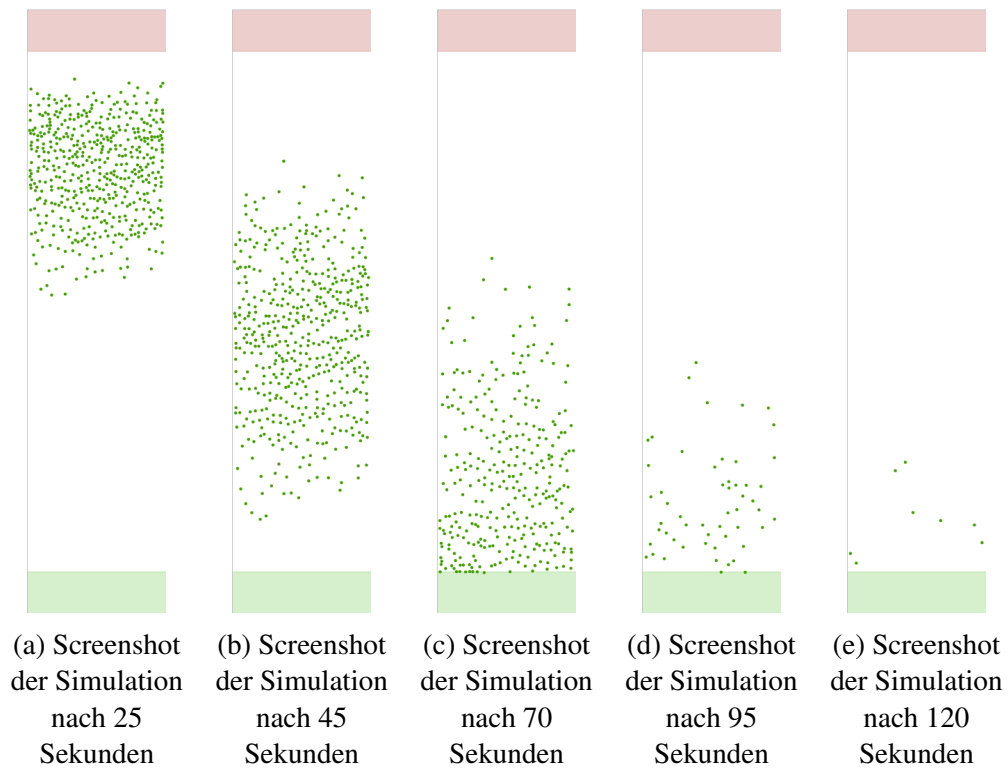 (a) Screenshot
der Simulation
nach 25
Sekunden
(b) Screenshot
der Simulation
nach 45
Sekunden
(c) Screenshot
der Simulation
nach 70
Sekunden
(d) Screenshot
der Simulation
nach 95
Sekunden
(e) Screenshot
der Simulation
nach 120
Sekunden